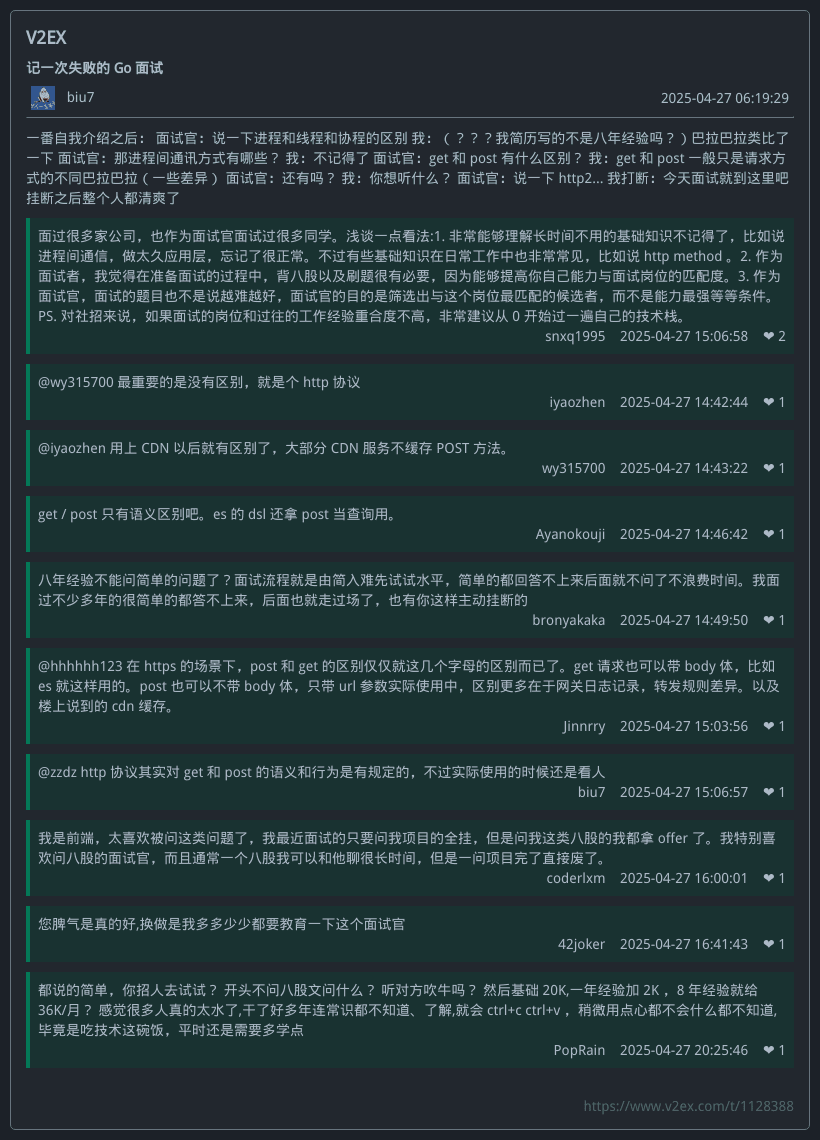 V2EX
记一次失败的 Go 面试
biu7 2025-04-27 06:19:29
一番自我介绍之后： 面试官：说一下进程和线程和协程的区别 我：（ ？？？我简历写的不是八年经验吗？）巴拉巴拉类比了
一下 面试官：那进程间通讯方式有哪些？ 我：不记得了 面试官：get 和 post 有什么区别？ 我：get 和 post 一般只是请求方
式的不同巴拉巴拉（ 一些差异 ） 面试官：还有吗？ 我：你想听什么？ 面试官：说一下 http2... 我打断：今天面试就到这里吧
挂断之后整个人都清爽了
面过很多家公司，也作为面试官面试过很多同学。浅谈一点看法:1. 非常能够理解长时间不用的基础知识不记得了，比如说
进程间通信，做太久应用层，忘记了很正常。不过有些基础知识在日常工作中也非常常见，比如说 http method 。2. 作为
面试者，我觉得在准备面试的过程中，背八股以及刷题很有必要，因为能够提高你自己能力与面试岗位的匹配度。3. 作为
面试官，面试的题目也不是说越难越好，面试官的目的是筛选出与这个岗位最匹配的候选者，而不是能力最强等等条件。
PS. 对社招来说，如果面试的岗位和过往的工作经验重合度不高，非常建议从 0 开始过一遍自己的技术栈。
snxq1995 2025-04-27 15:06:58 ❤ 2
@wy315700 最重要的是没有区别，就是个 http 协议
iyaozhen 2025-04-27 14:42:44 ❤ 1
@iyaozhen 用上 CDN 以后就有区别了，大部分 CDN 服务不缓存 POST 方法。
wy315700 2025-04-27 14:43:22 ❤ 1
get / post 只有语义区别吧。es 的 dsl 还拿 post 当查询用。
Ayanokouji 2025-04-27 14:46:42 ❤ 1
八年经验不能问简单的问题了？面试流程就是由简入难先试试水平，简单的都回答不上来后面就不问了不浪费时间。我面
过不少多年的很简单的都答不上来，后面也就走过场了，也有你这样主动挂断的
bronyakaka 2025-04-27 14:49:50 ❤ 1
@hhhhhh123 在 https 的场景下，post 和 get 的区别仅仅就这几个字母的区别而已了。get 请求也可以带 body 体，比如
es 就这样用的。post 也可以不带 body 体，只带 url 参数实际使用中，区别更多在于网关日志记录，转发规则差异。以及
楼上说到的 cdn 缓存。
Jinnrry 2025-04-27 15:03:56 ❤ 1
@zzdz http 协议其实对 get 和 post 的语义和行为是有规定的，不过实际使用的时候还是看人
biu7 2025-04-27 15:06:57 ❤ 1
我是前端，太喜欢被问这类问题了，我最近面试的只要问我项目的全挂，但是问我这类八股的我都拿 offer 了。我特别喜
欢问八股的面试官，而且通常一个八股我可以和他聊很长时间，但是一问项目完了直接废了。
coderlxm 2025-04-27 16:00:01 ❤ 1
您脾气是真的好,换做是我多多少少都要教育一下这个面试官
42joker 2025-04-27 16:41:43 ❤ 1
都说的简单，你招人去试试？ 开头不问八股文问什么？ 听对方吹牛吗？ 然后基础 20K,一年经验加 2K ，8 年经验就给
36K/月？ 感觉很多人真的太水了,干了好多年连常识都不知道、了解,就会 ctrl+c ctrl+v ，稍微用点心都不会什么都不知道,
毕竟是吃技术这碗饭，平时还是需要多学点
PopRain 2025-04-27 20:25:46 ❤ 1
https://www.v2ex.com/t/1128388